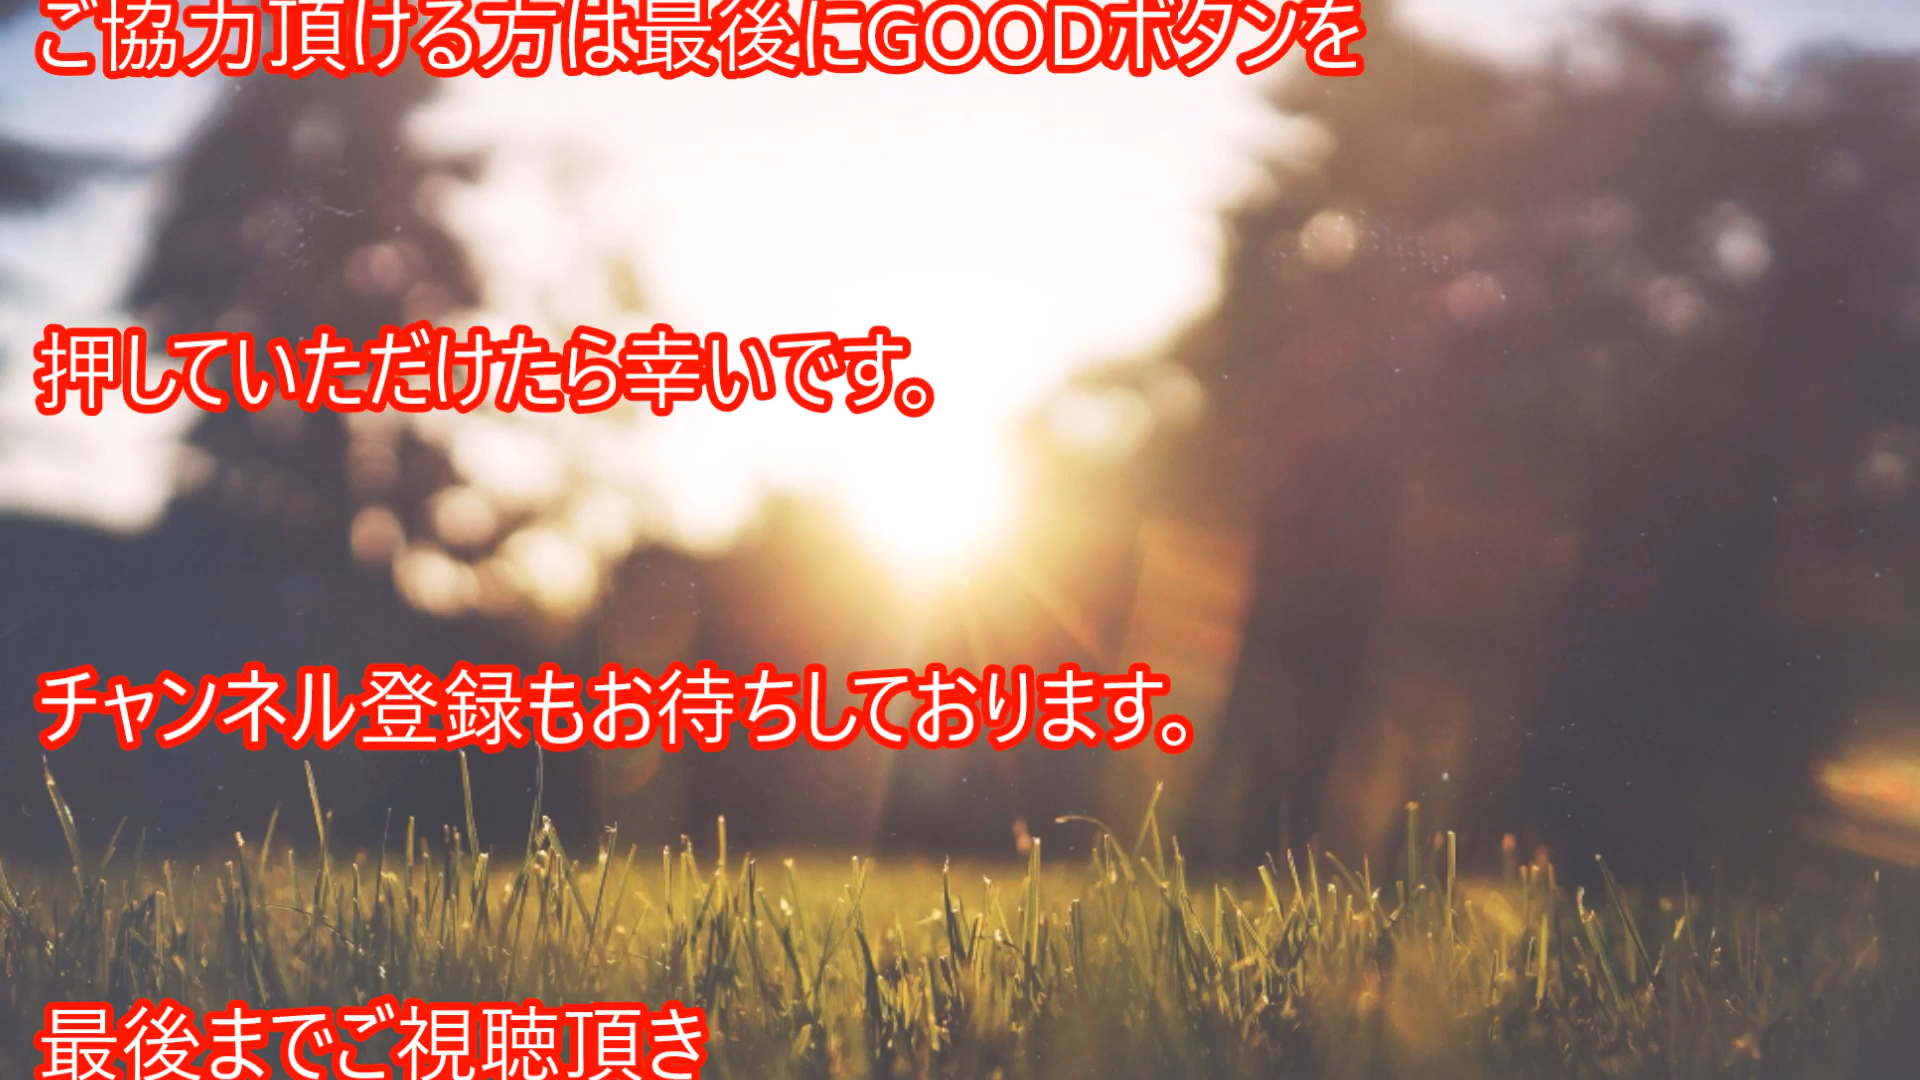 ご協力頂ける方は最後にGOODボタンを
押していただけたら幸いです。
チャンネル登録もお待ちしております。
最後までご視聴頂き